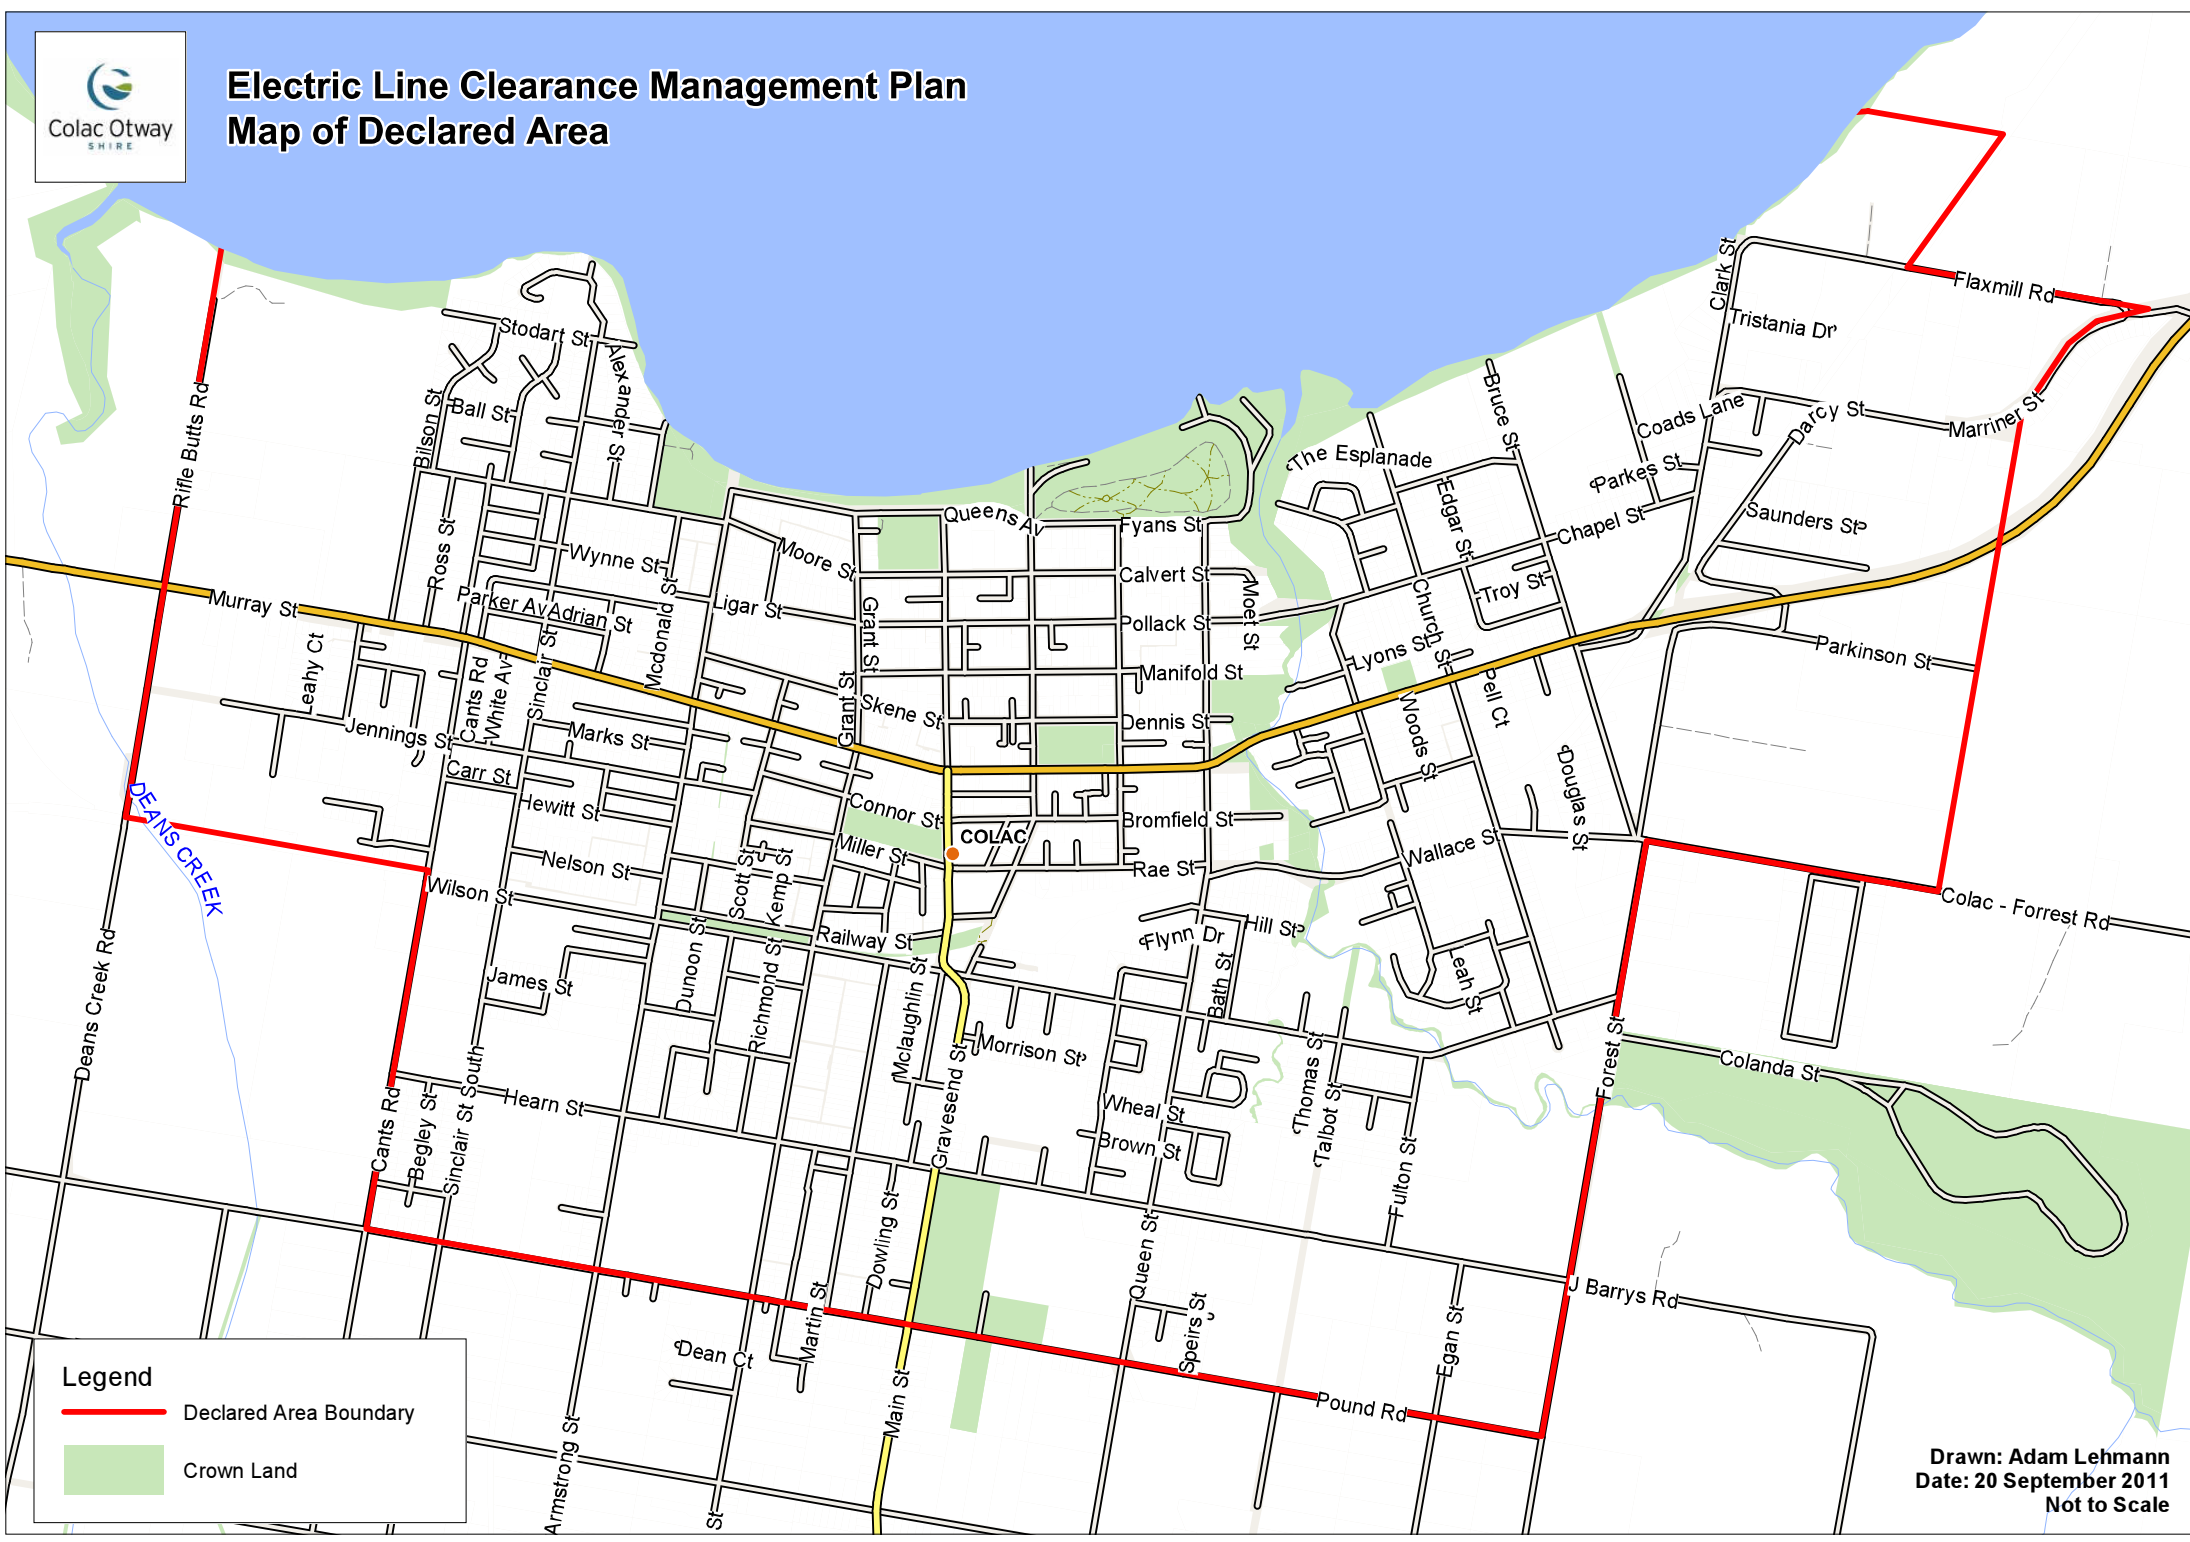 Colac Otway
SHIRE
Electric Line Clearance Management Plan
Map of Declared Area
Flaxmill Rd
Clark St
Tristania Dr
Stodart St
Alexander St
Bilson St
Ball St
Rifle Butts Rd
Bruce St
Coads Lane
Darcy St
Marriner St
The Esplanade
Parkes St
Edgar St
Chapel St
Saunders St
Queens Av
Fyans St
Ross St
Wynne St
Moore St
Calvert St
Moet St
Troy St
Church St
Murray St
Parker Av
Adrian St
Mcdonald St
Ligar St
Grant St
Pollack St
Parkinson St
Leahy Ct
Cants Rd
White Av
Sinclair St
Lyons St
Manifold St
Pell Ct
Jennings St
Marks St
Grant St
Skene St
Dennis St
Woods St
Douglas St
Carr St
Hewitt St
Connor St
COLAC
Bromfield St
DEANS CREEK
Nelson St
Scott St
Kemp St
Miller St
Rae St
Wallace St
Wilson St
Colac - Forrest Rd
Deans Creek Rd
Railway St
Flynn Dr
Hill St
James St
Dunoon St
Richmond St
Mclaughlin St
Bath St
Leah St
Morrison St
Forest St
Colanda St
Thomas St
Talbot St
Cants Rd
Begley St
Sinclair St South
Hearn St
Gravesend St
Wheal St
Brown St
Fulton St
Dowling St
Queen St
J Barrys Rd
Martin St
Speirs St
Egan St
Dean Ct
Main St
Pound Rd
Armstrong St
St
Legend
Declared Area Boundary
Crown Land
Drawn: Adam Lehmann
Date: 20 September 2011
Not to Scale